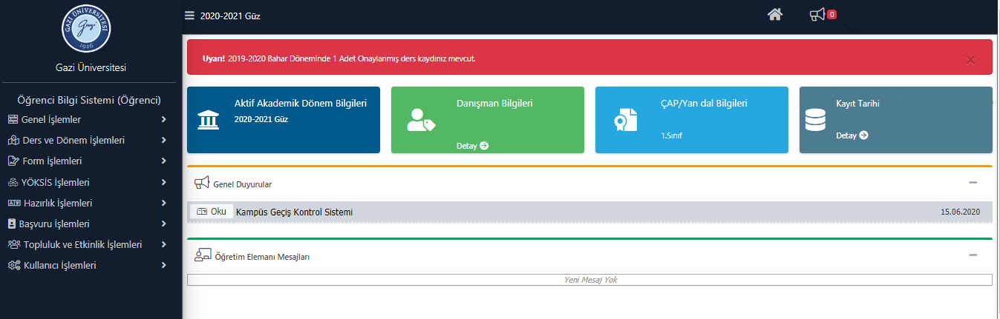 GAZİ ÜNİVERSİTESİ
Gazi
1926
Gazi Üniversitesi
Öğrenci Bilgi Sistemi (Öğrenci)
Genel İşlemler
Ders ve Dönem İşlemleri
Form İşlemleri
YÖKSİS İşlemleri
Hazırlık İşlemleri
Başvuru İşlemleri
Topluluk ve Etkinlik İşlemleri
Kullanıcı İşlemleri
2020-2021 Güz
0
Uyarı! 2019-2020 Bahar Döneminde 1 Adet Onaylanmış ders kaydınız mevcut.
Aktif Akademik Dönem Bilgileri
2020-2021 Güz
Danışman Bilgileri
Detay
ÇAP/Yan dal Bilgileri
1.Sınıf
Kayıt Tarihi
Detay
Genel Duyurular
Oku Kampüs Geçiş Kontrol Sistemi 15.06.2020
Öğretim Elemanı Mesajları
Yeni Mesaj Yok